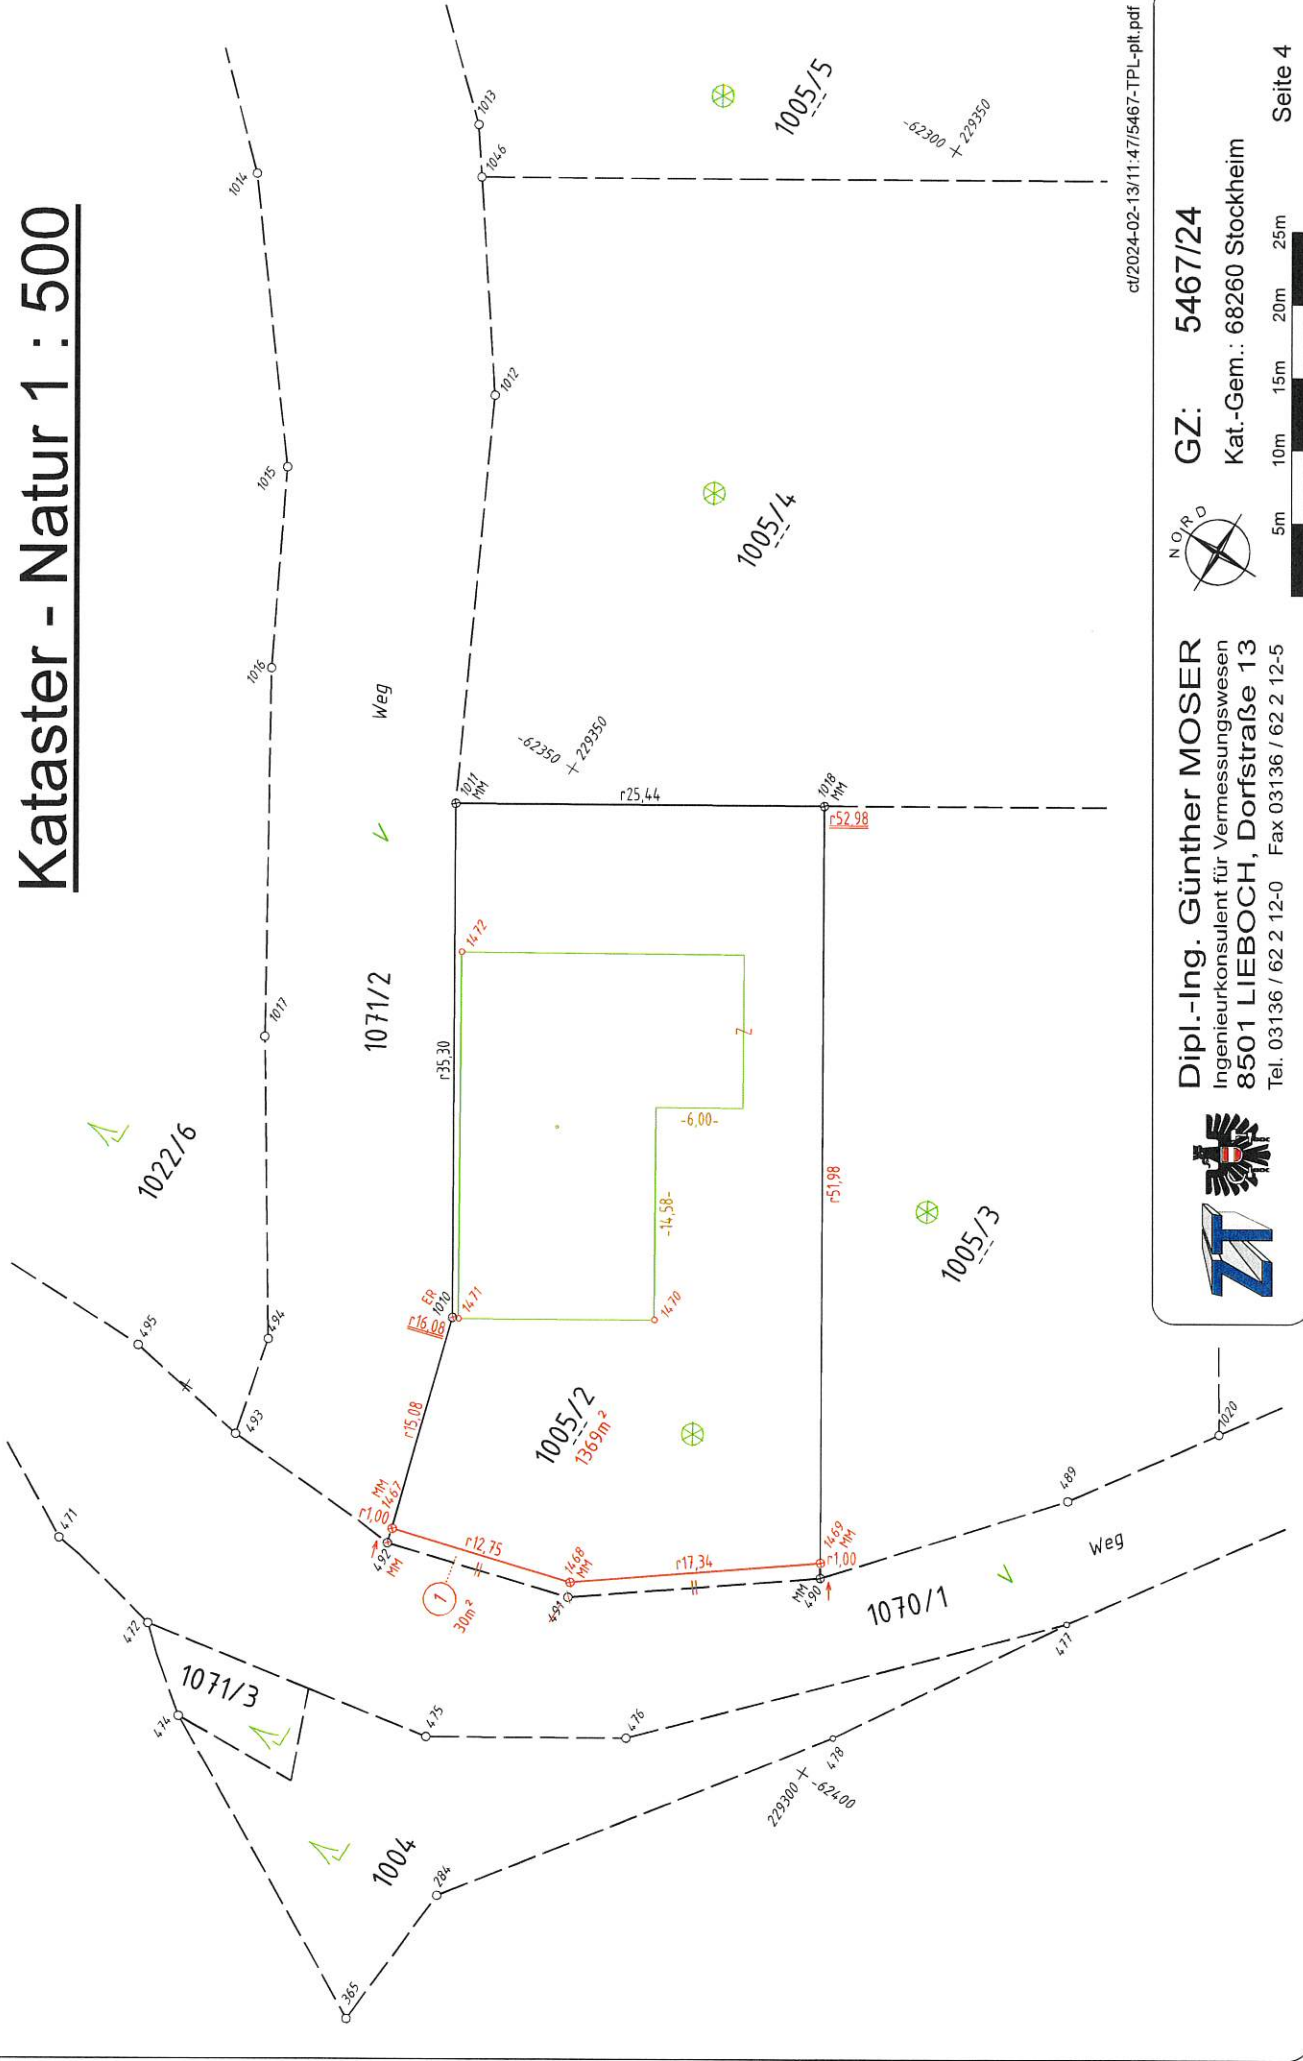 Kataster - Natur 1 : 500
1014
1013
1046
1005/5
-62300
229350
1015
1012
1005/4
1016
Weg
-62350
229350
1017
1011
MM
r25,44
1018
MM
r52,98
1022/6
1071/2
r35,30
1472
Z
-6,00-
-14,58-
r51,98
1005/3
495
494
493
ER
1010
r16,08
1471
1470
r15,08
1005/2
1369m²
471
MM
1467
r1,00
492
MM
r12,75
1468
MM
r17,34
1469
MM
r1,00
MM
490
491
1
30m²
489
1020
Weg
1070/1
472
1071/3
474
475
476
477
478
229300
-62400
1004
284
365
ct/2024-02-13/11:47/5467-TPL-plt.pdf
ZT
Dipl.-Ing. Günther MOSER
Ingenieurkonsulent für Vermessungswesen
8501 LIEBOCH, Dorfstraße 13
Tel. 03136 / 62 2 12-0 Fax 03136 / 62 2 12-5
NORD
GZ: 5467/24
Kat.-Gem.: 68260 Stockheim
5m 10m 15m 20m 25m
Seite 4